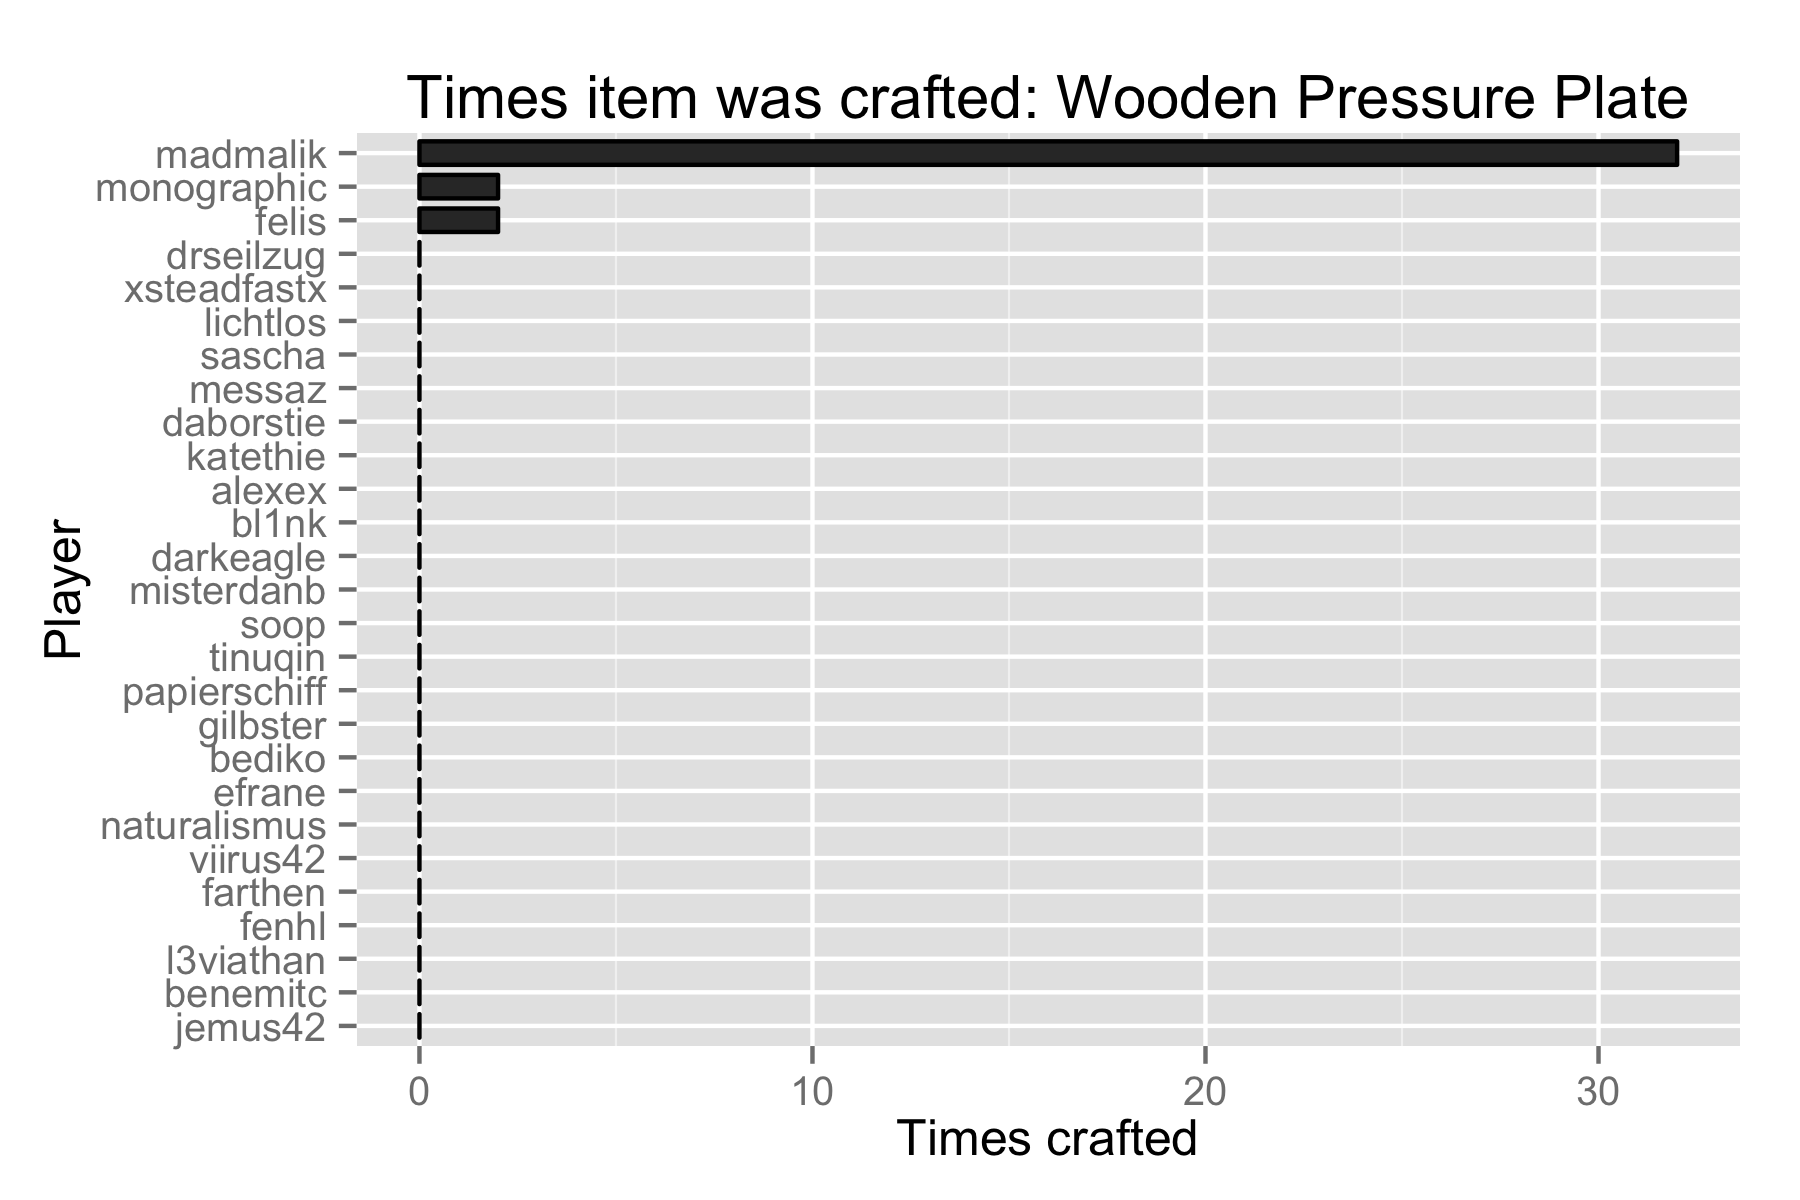 Times item was crafted: Wooden Pressure Plate
madmalik
monographic
felis
drseilzug
xsteadfastx
lichtlos
sascha
messaz
daborstie
katethie
alexex
bl1nk
darkeagle
misterdanb
soop
tinuqin
papierschiff
gilbster
bediko
efrane
naturalismus
viirus42
farthen
fenhl
l3viathan
benemitc
jemus42
Player
0 10 20 30
Times crafted